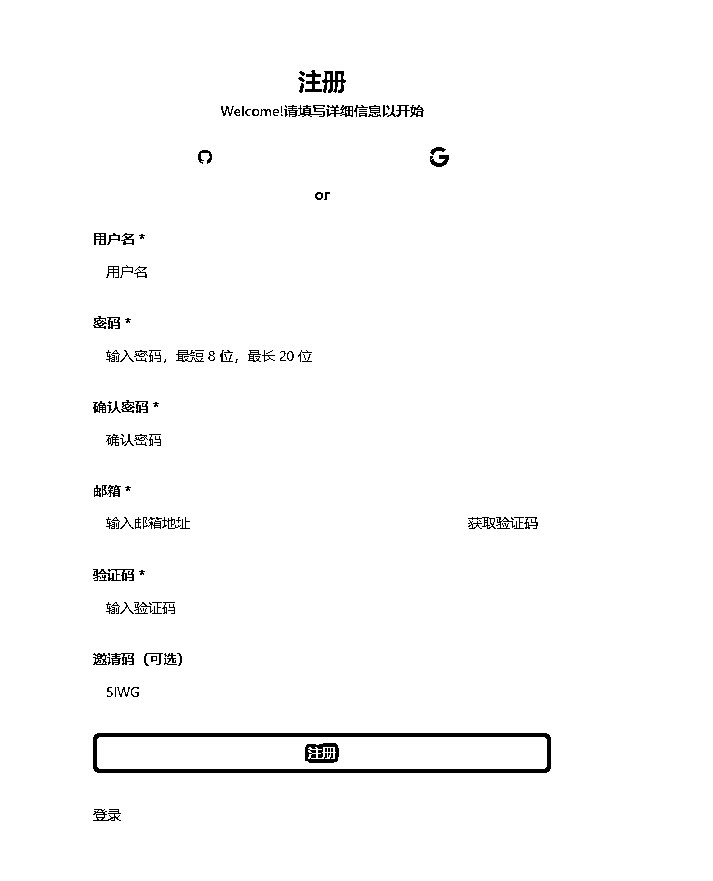 注册
Welcome!请填写详细信息以开始
or
用户名 *
用户名
密码 *
输入密码，最短 8 位，最长 20 位
确认密码 *
确认密码
邮箱 *
输入邮箱地址 获取验证码
验证码 *
输入验证码
邀请码（可选）
5IWG
注册
登录